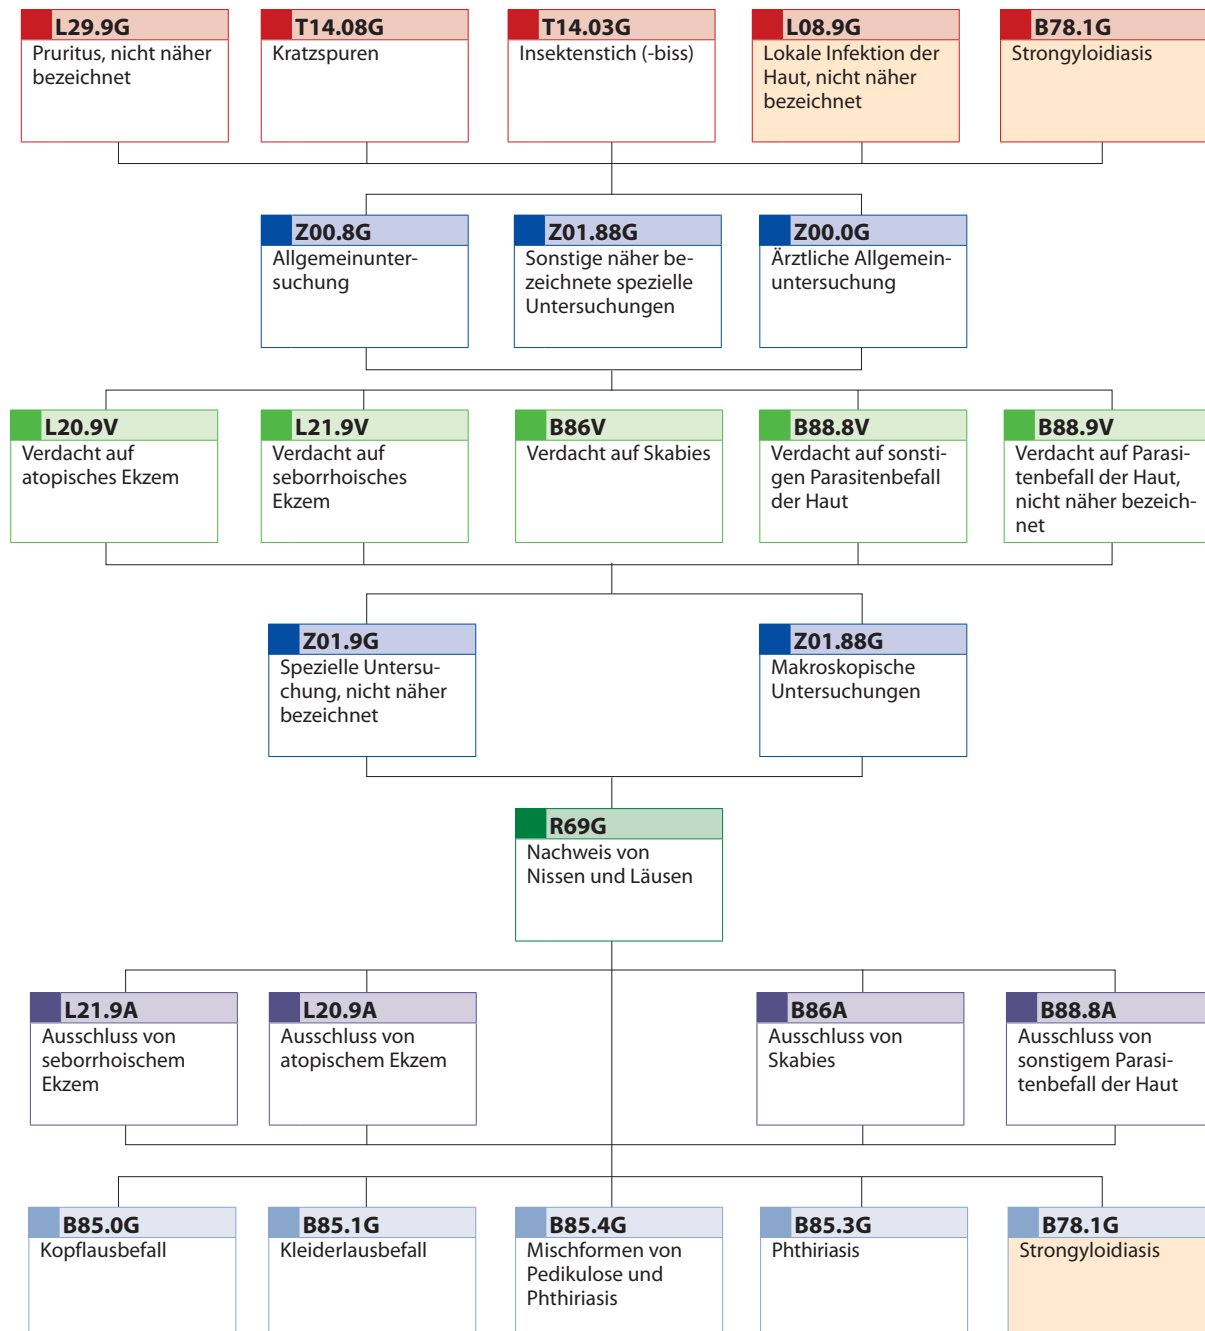 L29.9G
Pruritus, nicht näher
bezeichnet
T14.08G
Kratzspuren
T14.03G
Insektenstich (-biss)
L08.9G
Lokale Infektion der
Haut, nicht näher
bezeichnet
B78.1G
Strongyloidiasis
Z00.8G
Allgemeinunter-
suchung
Z01.88G
Sonstige näher be-
zeichnete spezielle
Untersuchungen
Z00.0G
Ärztliche Allgemein-
untersuchung
L20.9V
Verdacht auf
atopisches Ekzem
L21.9V
Verdacht auf
seborrhoisches
Ekzem
B86V
Verdacht auf Skabies
B88.8V
Verdacht auf sonsti-
gen Parasitenbefall
der Haut
B88.9V
Verdacht auf Parasi-
tenbefall der Haut,
nicht näher bezeich-
net
Z01.9G
Spezielle Untersu-
chung, nicht näher
bezeichnet
Z01.88G
Makroskopische
Untersuchungen
R69G
Nachweis von
Nissen und Läusen
L21.9A
Ausschluss von
seborrhoischem
Ekzem
L20.9A
Ausschluss von
atopischem Ekzem
B86A
Ausschluss von
Skabies
B88.8A
Ausschluss von
sonstigem Parasi-
tenbefall der Haut
B85.0G
Kopflausbefall
B85.1G
Kleiderlausbefall
B85.4G
Mischformen von
Pedikulose und
Phthiriasis
B85.3G
Phthiriasis
B78.1G
Strongyloidiasis